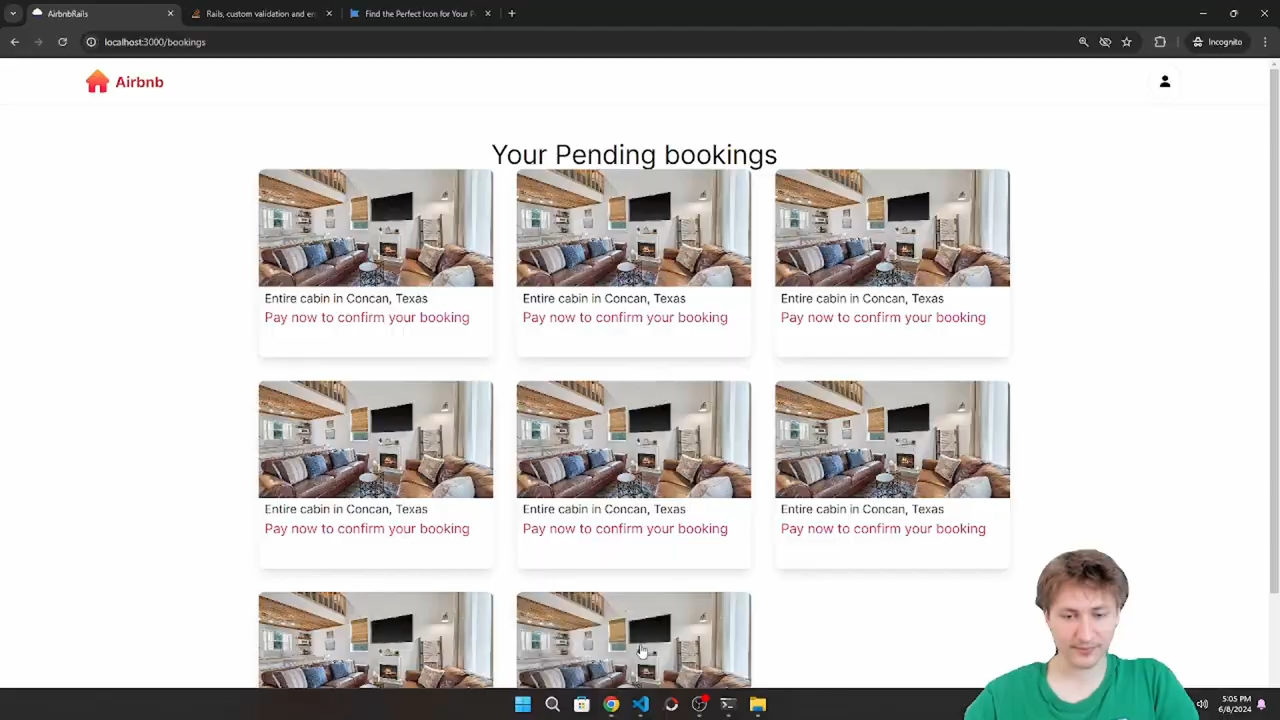 AirbnbRails
Rails, custom validation and er
Find the Perfect Icon for Your P
localhost:3000/bookings
Incognito
Airbnb
Your Pending bookings
Entire cabin in Concan, Texas
Pay now to confirm your booking
Entire cabin in Concan, Texas
Pay now to confirm your booking
Entire cabin in Concan, Texas
Pay now to confirm your booking
Entire cabin in Concan, Texas
Pay now to confirm your booking
Entire cabin in Concan, Texas
Pay now to confirm your booking
Entire cabin in Concan, Texas
Pay now to confirm your booking
5:05 PM
6/8/2024